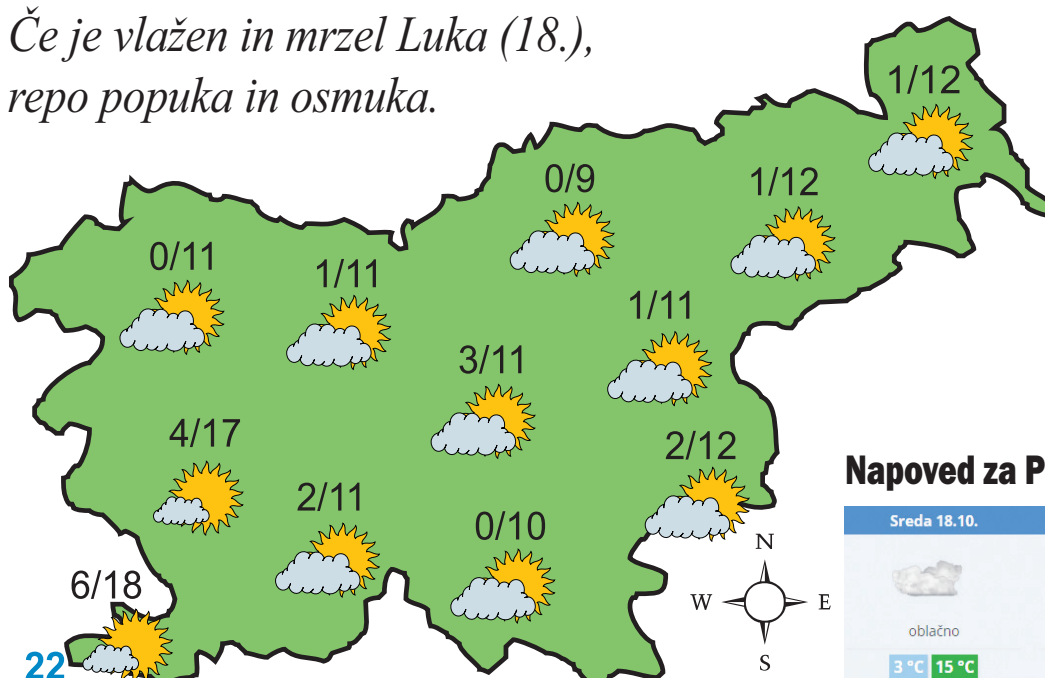 Če je vlažen in mrzel Luka (18.),
repo popuka in osmuka.
1/12
0/9
1/12
0/11
1/11
1/11
3/11
4/17
2/12
2/11
0/10
6/18
22
N
W E
S
Napoved za P
Sreda 18.10.
oblačno
3 °C 15 °C